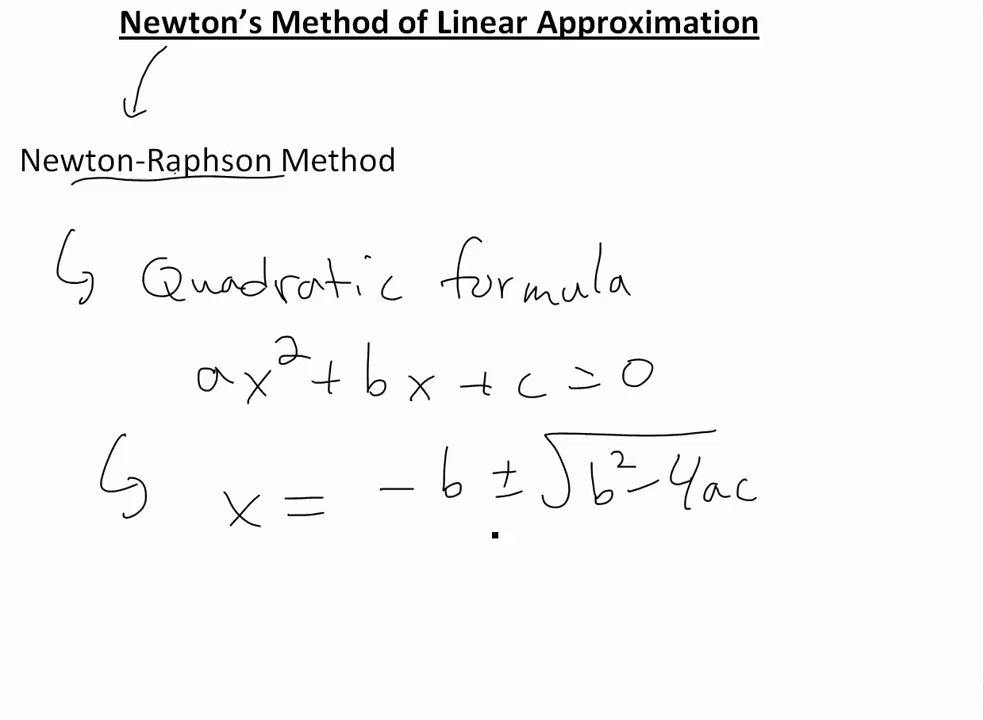 Newton's Method of Linear Approximation
Newton-Raphson Method
Quadratic formula
ax²+bx+c=0
x = -b ± √b²-4ac